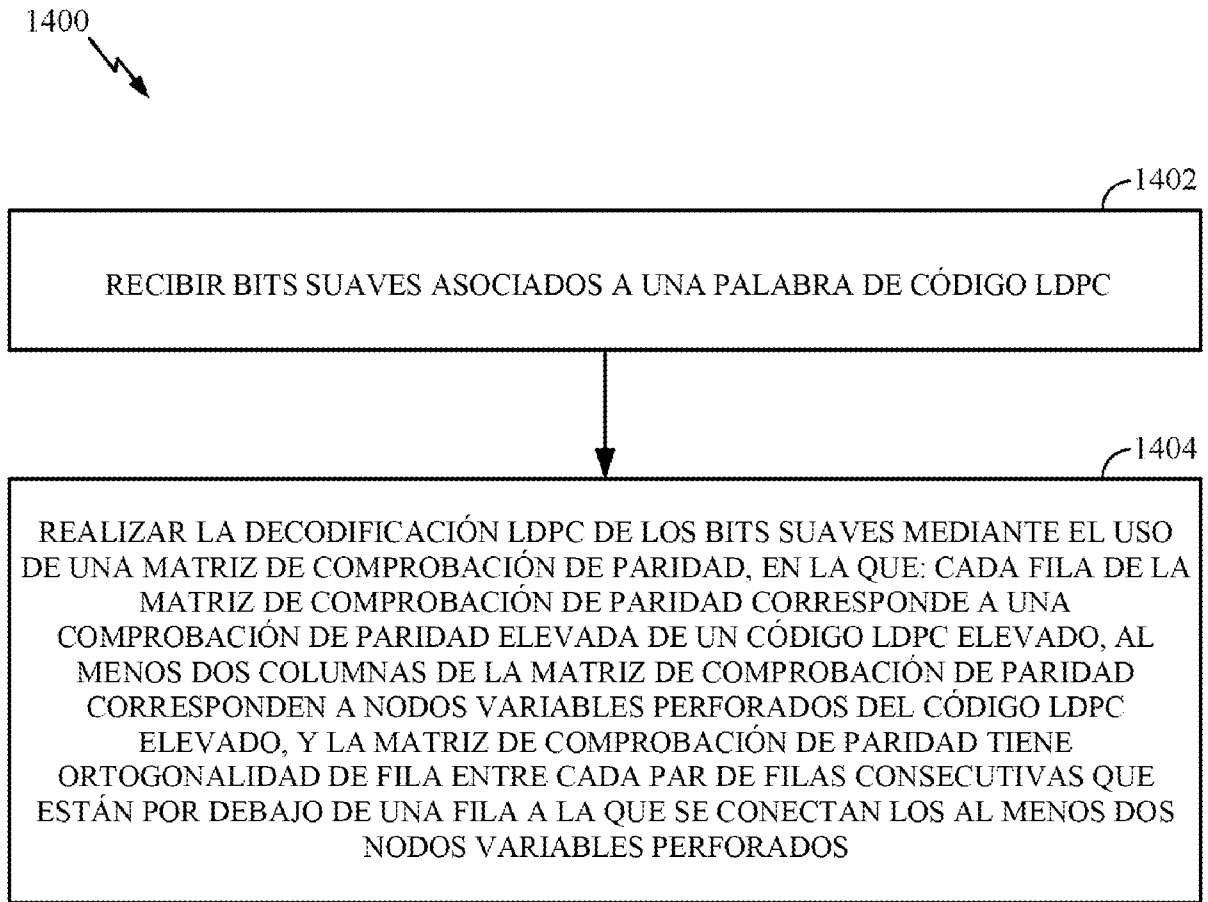 1400
1402
RECIBIR BITS SUAVES ASOCIADOS A UNA PALABRA DE CÓDIGO LDPC
1404
REALIZAR LA DECODIFICACIÓN LDPC DE LOS BITS SUAVES MEDIANTE EL USO
DE UNA MATRIZ DE COMPROBACIÓN DE PARIDAD, EN LA QUE: CADA FILA DE LA
MATRIZ DE COMPROBACIÓN DE PARIDAD CORRESPONDE A UNA
COMPROBACIÓN DE PARIDAD ELEVADA DE UN CÓDIGO LDPC ELEVADO, AL
MENOS DOS COLUMNAS DE LA MATRIZ DE COMPROBACIÓN DE PARIDAD
CORRESPONDEN A NODOS VARIABLES PERFORADOS DEL CÓDIGO LDPC
ELEVADO, Y LA MATRIZ DE COMPROBACIÓN DE PARIDAD TIENE
ORTOGONALIDAD DE FILA ENTRE CADA PAR DE FILAS CONSECUTIVAS QUE
ESTÁN POR DEBAJO DE UNA FILA A LA QUE SE CONECTAN LOS AL MENOS DOS
NODOS VARIABLES PERFORADOS